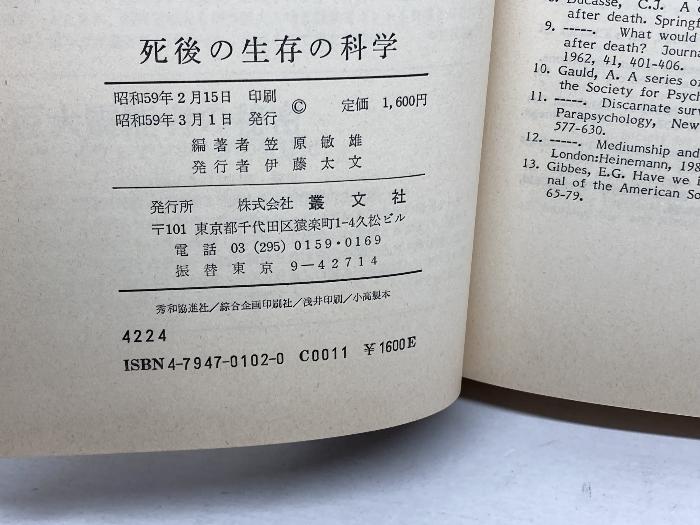 死後の生存の科学
昭和59年2月15日 印刷
昭和59年3月1日 発行
© 定価 1,600円
編著者 笠原敏雄
発行者 伊藤太文
発行所 株式会社 叢文社
〒101 東京都千代田区猿楽町1-4久松ビル
電話 03(295)0159・0169
振替東京 9-42714
秀和協進社/綜合企画印刷社/浅井印刷/小高製本
4224
ISBN4-7947-0102-0 C0011 ￥1600E
Ducasse, C.J. A
after death. Springf
9. -----. What would
after death? Journa
1962, 41, 401-406.
10. Gauld, A. A series of
the Society for Psych
11. -----. Discarnate surv
Parapsychology, New
577-630.
12. -----. Mediumship and
London:Heinemann, 198
13. Gibbes, E.G. Have we i
nal of the American So
65-79.